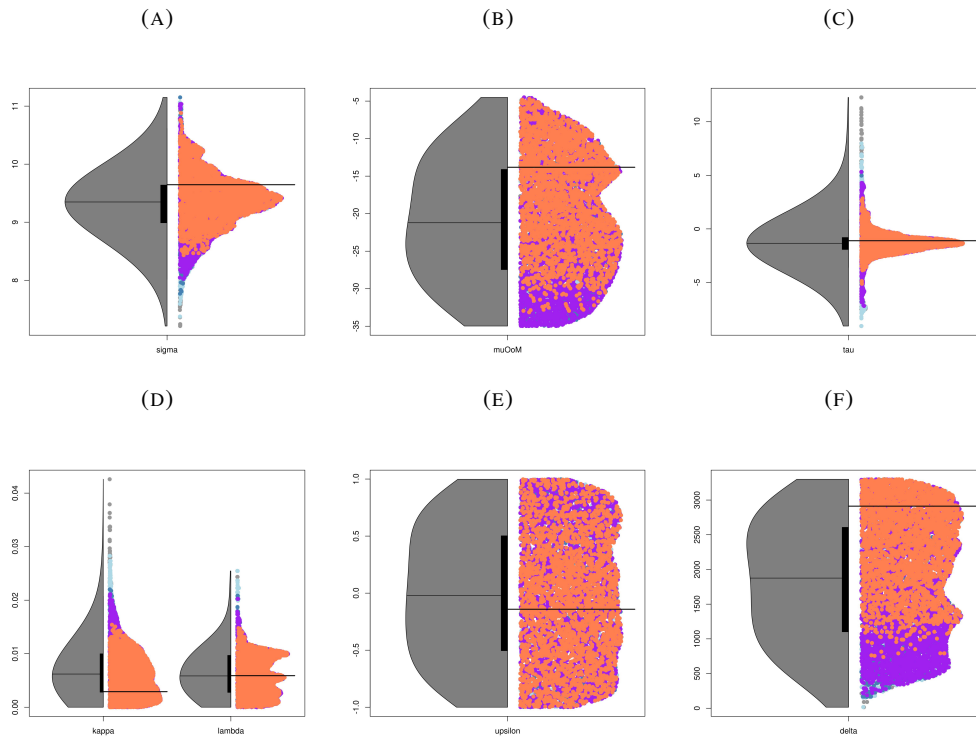 (A)
(B)
(C)
11
10
9
8
sigma
-5
-10
-15
-20
-25
-30
-35
muOoM
10
5
0
-5
tau
(D)
(E)
(F)
0.04
0.03
0.02
0.01
0.00
kappa lambda
1.0
0.5
0.0
-0.5
-1.0
upsilon
3000
2500
2000
1500
1000
500
0
delta